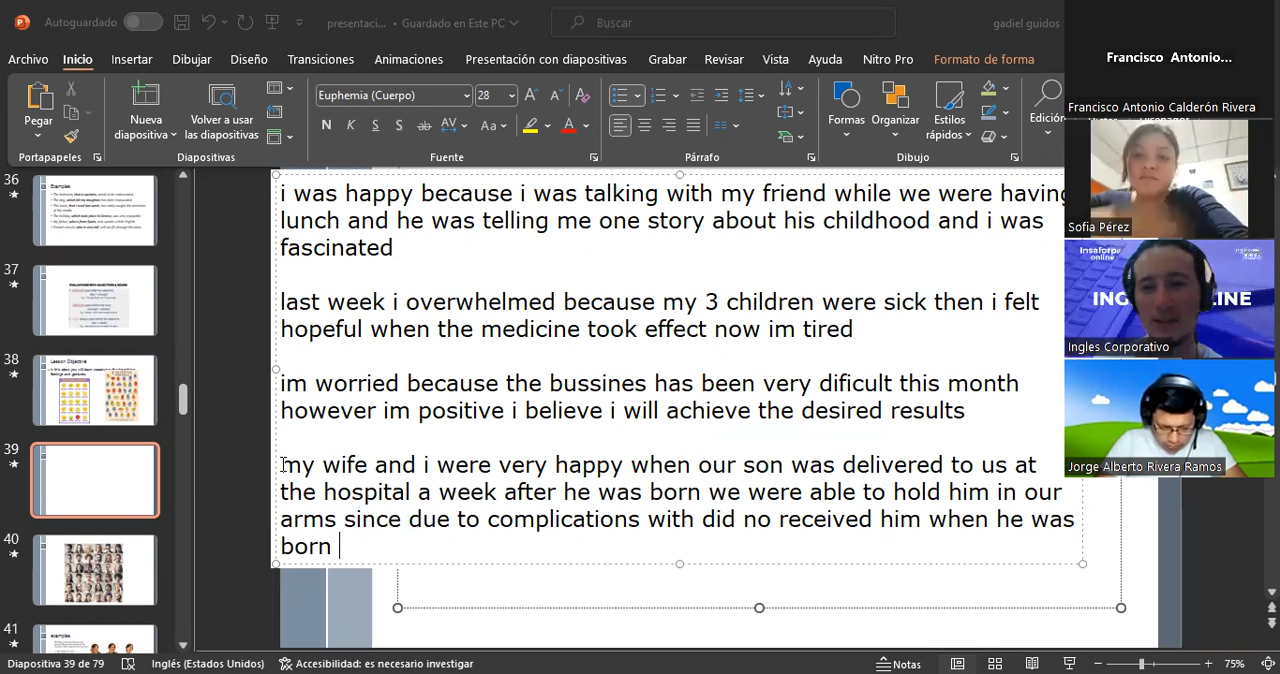 Autoguardado
presentaci... • Guardado en Este PC
Buscar
gadiel guidos
Archivo Inicio Insertar Dibujar Diseño Transiciones Animaciones Presentación con diapositivas Grabar Revisar Vista Ayuda Nitro Pro Formato de forma
Pegar
Nueva diapositiva
Volver a usar diapositivas
Euphemia (Cuerpo) 28
N K S S ab AV Aa A
Formas Organizar Estilos rápidos Edición
Portapapeles Diapositivas Fuente Párrafo Dibujo
36
Examples
37
38
Lesson Objective
39
40
41
examples
i was happy because i was talking with my friend while we were having
lunch and he was telling me one story about his childhood and i was
fascinated
last week i overwhelmed because my 3 children were sick then i felt
hopeful when the medicine took effect now im tired
im worried because the bussines has been very dificult this month
however im positive i believe i will achieve the desired results
my wife and i were very happy when our son was delivered to us at
the hospital a week after he was born we were able to hold him in our
arms since due to complications with did no received him when he was
born
Francisco Antonio...
Francisco Antonio Calderón Rivera
Sofia Pérez
Insaforp online
Ingles Corporativo
Jorge Alberto Rivera Ramos
Diapositiva 39 de 79 Inglés (Estados Unidos) Accesibilidad: es necesario investigar Notas 75%